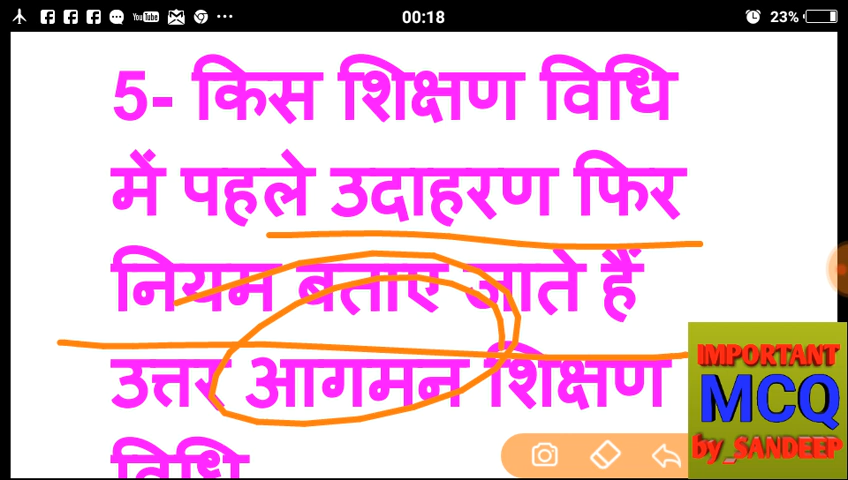 00:18
23%
5- किस शिक्षण विधि
में पहले उदाहरण फिर
नियम बताए जाते हैं
उत्तर आगमन शिक्षण
विधि
IMPORTANT
MCQ
by_SANDEEP